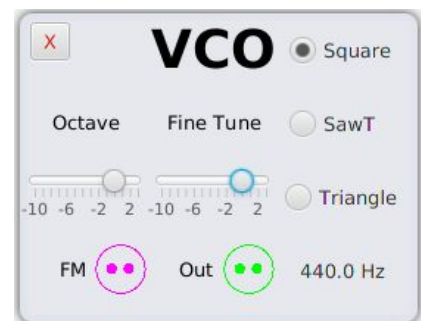 X VCO Square
Octave Fine Tune SawT
-10 -6 -2 2 -10 -6 -2 2 Triangle
FM Out 440.0 Hz